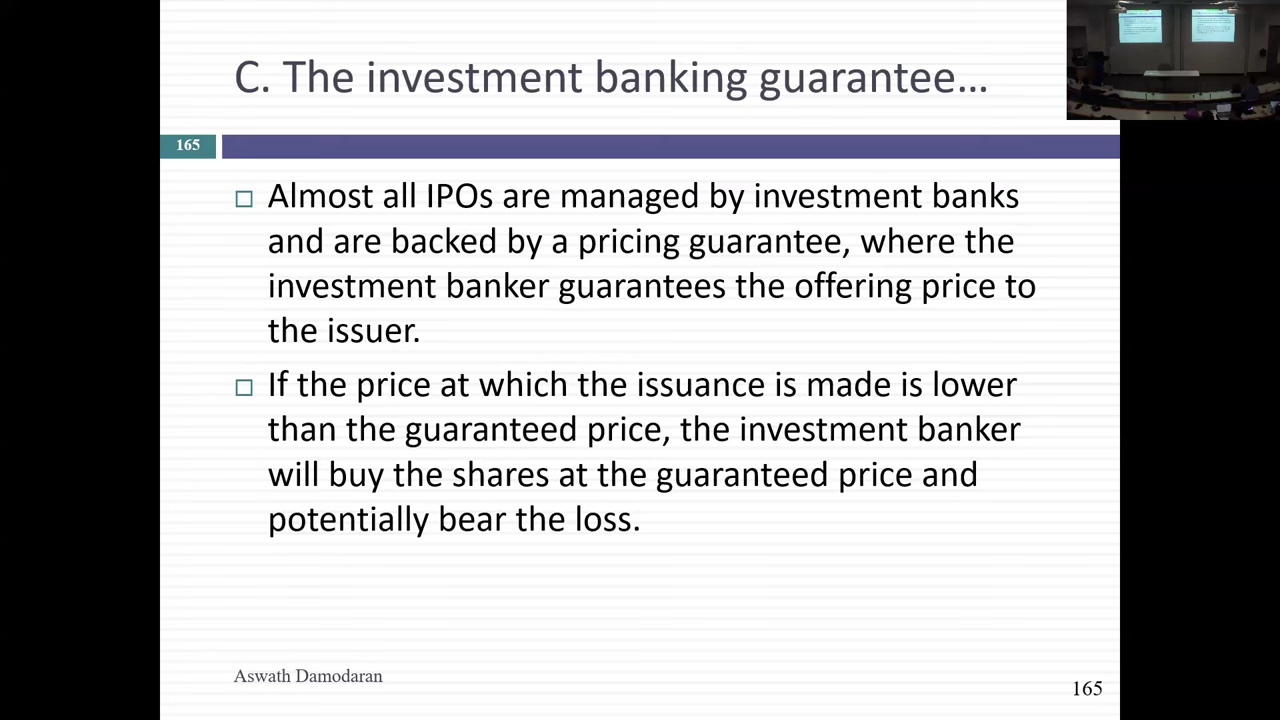 C. The investment banking guarantee…
165
□ Almost all IPOs are managed by investment banks
and are backed by a pricing guarantee, where the
investment banker guarantees the offering price to
the issuer.
□ If the price at which the issuance is made is lower
than the guaranteed price, the investment banker
will buy the shares at the guaranteed price and
potentially bear the loss.
Aswath Damodaran
165